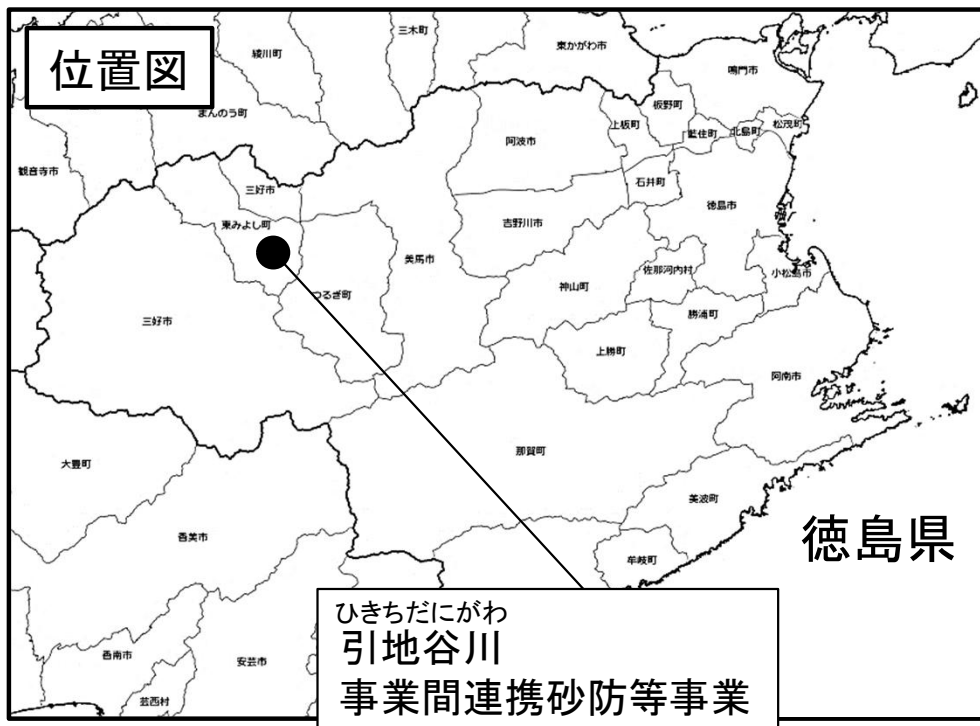 位置図
三木町
綾川町
東かがわ市
鳴門市
まんのう町
板野町
上板町
藍住町
北島町
松茂町
阿波市
観音寺市
石井町
三好市
徳島市
東みよし町
吉野川市
美馬市
佐那河内村
小松島市
神山町
つるぎ町
勝浦町
三好市
上勝町
阿南市
那賀町
大豊町
美波町
香美市
徳島県
牟岐町
ひきちだにがわ
引地谷川
事業間連携砂防等事業
香南市
安芸市
芸西村